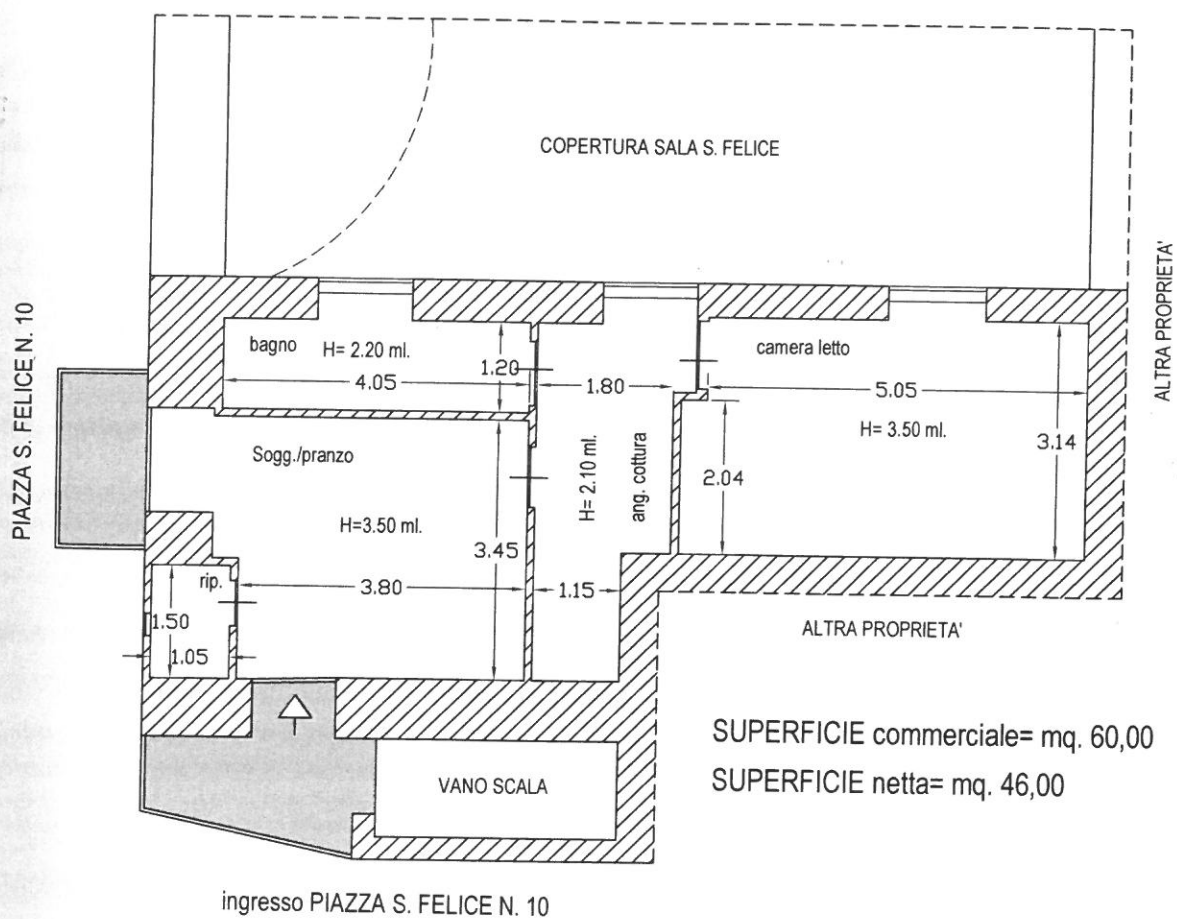 COPERTURA SALA S. FELICE
ALTRA PROPRIETA'
PIAZZA S. FELICE N. 10
bagno
H= 2.20 ml.
4.05
1.20
1.80
camera letto
5.05
H= 3.50 ml.
3.14
2.04
Sogg./pranzo
H=3.50 ml.
3.45
3.80
H= 2.10 ml.
ang. cottura
1.15
rip.
1.50
1.05
ALTRA PROPRIETA'
SUPERFICIE commerciale= mq. 60,00
SUPERFICIE netta= mq. 46,00
VANO SCALA
ingresso PIAZZA S. FELICE N. 10